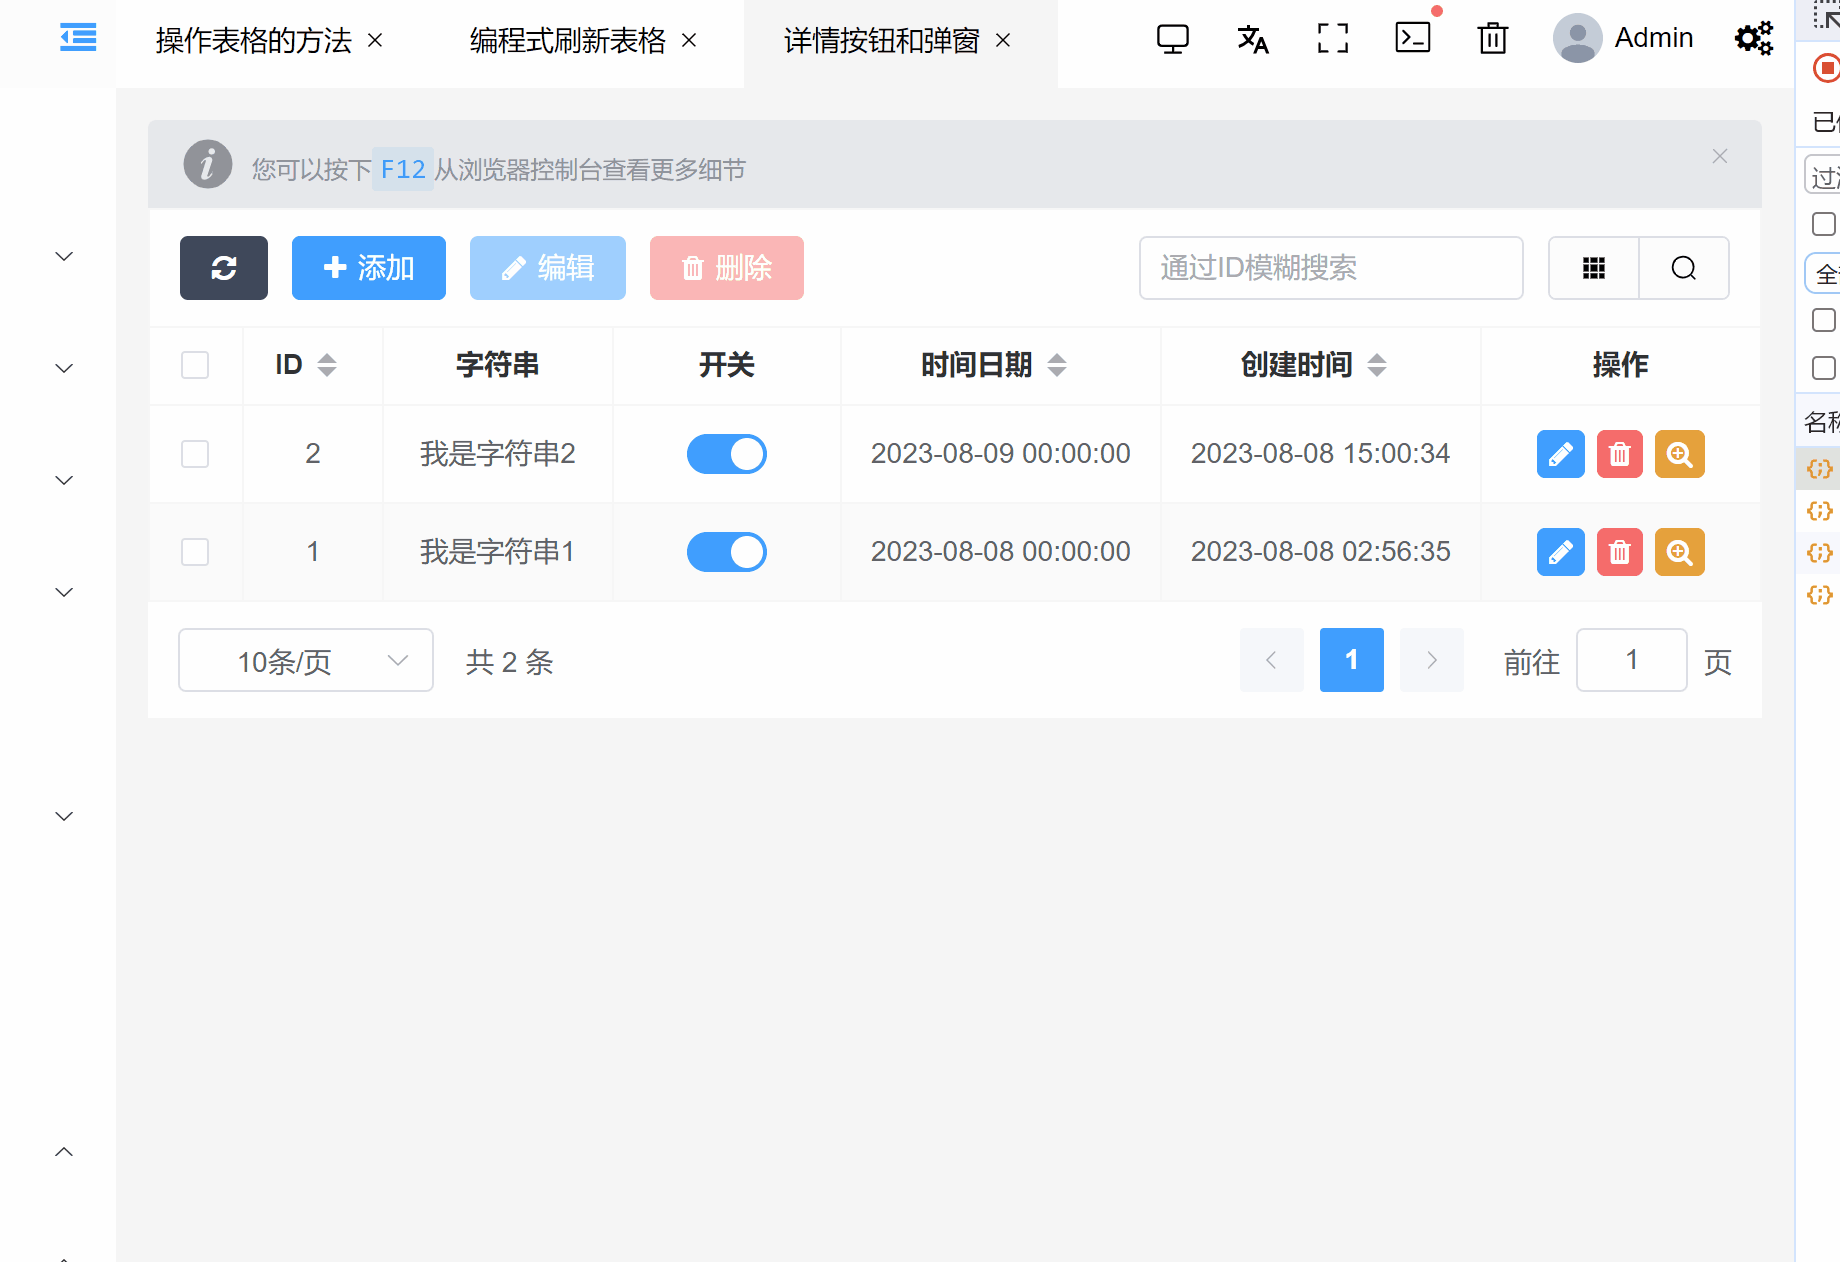 操作表格的方法
编程式刷新表格
详情按钮和弹窗
Admin
您可以按下 F12 从浏览器控制台查看更多细节
添加
编辑
删除
通过ID模糊搜索
ID 字符串 开关 时间日期 创建时间 操作
2 我是字符串2 2023-08-09 00:00:00 2023-08-08 15:00:34
1 我是字符串1 2023-08-08 00:00:00 2023-08-08 02:56:35
10条/页 共 2 条 1 前往 1 页
已
全
名称